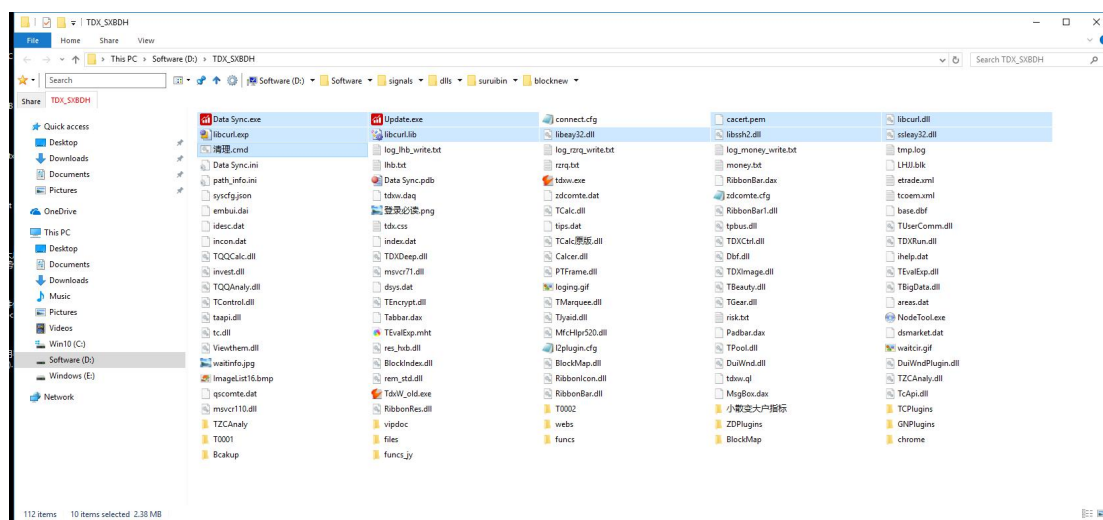 TDX_SXBDH
File Home Share View
This PC Software (D:) TDX_SXBDH Search TDX_SXBDH
Search Software (D:) Software signals dlls suruibin blocknew
Share TDX_SXBDH
Quick access
Desktop
Downloads
Documents
Pictures
OneDrive
This PC
Desktop
Documents
Downloads
Music
Pictures
Videos
Win10 (C:)
Software (D:)
Windows (E:)
Network
Data Sync.exe Update.exe connect.cfg cacert.pem libcurl.dll
libcurl.exp libcurl.lib libeay32.dll libssh2.dll ssleay32.dll
清理.cmd log_lhb_write.txt log_rzrq_write.txt log_money_write.txt tmp.log
Data Sync.ini lhb.txt rzrq.txt money.txt LHJJ.blk
path_info.ini Data Sync.pdb tdxw.exe RibbonBar.dax etrade.xml
syscfg.json tdxw.daq zdcomte.dat zdcomte.cfg tcoem.xml
embui.dai 登录必读.png TCalc.dll RibbonBar1.dll base.dbf
idesc.dat tdx.css tips.dat tpbus.dll TUserComm.dll
incon.dat index.dat TCalc原版.dll TDXCtrl.dll TDXRun.dll
TQQCalc.dll TDXDeep.dll Calcer.dll Dbf.dll ihelp.dat
invest.dll msvcr71.dll PTFrame.dll TDXImage.dll TEvalExp.dll
TQQAnaly.dll dsys.dat loging.gif TBeauty.dll TBigData.dll
TControl.dll TEncrypt.dll TMarquee.dll TGear.dll areas.dat
taapi.dll Tabbar.dax TJyaid.dll risk.txt NodeTool.exe
tc.dll TEvalExp.mht MfcHlpr520.dll Padbar.dax dsmarket.dat
Viewthem.dll res_hxb.dll l2plugin.cfg TPool.dll waitcir.gif
waitinfo.jpg BlockIndex.dll BlockMap.dll DuiWnd.dll DuiWndPlugin.dll
ImageList16.bmp rem_std.dll RibbonIcon.dll tdxw.ql TZCAnaly.dll
qscomte.dat TdxW_old.exe RibbonBar.dll MsgBox.dax TcApi.dll
msvcr110.dll RibbonRes.dll T0002 小散变大户指标 TCPlugins
TZCAnaly vipdoc webs ZDPlugins GNPlugins
T0001 files funcs BlockMap chrome
Bcakup funcs_jy
112 items 10 items selected 2.38 MB